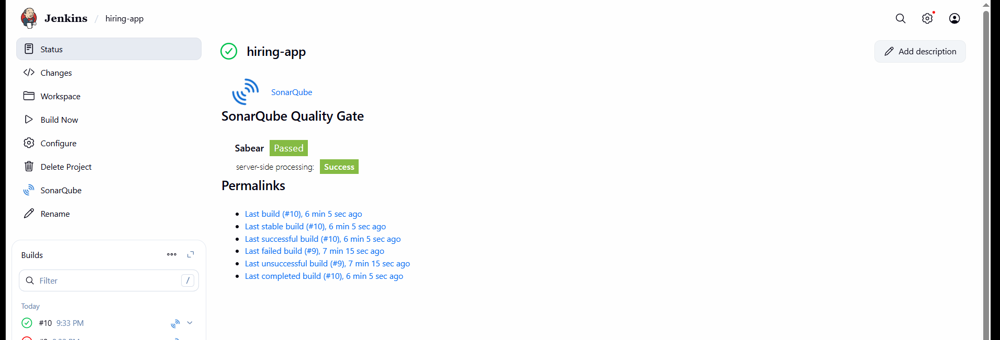 Jenkins / hiring-app
Status
Changes
Workspace
Build Now
Configure
Delete Project
SonarQube
Rename
Builds
Filter /
Today
#10 9:33 PM
hiring-app
Add description
SonarQube
SonarQube Quality Gate
Sabear Passed
server-side processing: Success
Permalinks
Last build (#10), 6 min 5 sec ago
Last stable build (#10), 6 min 5 sec ago
Last successful build (#10), 6 min 5 sec ago
Last failed build (#9), 7 min 15 sec ago
Last unsuccessful build (#9), 7 min 15 sec ago
Last completed build (#10), 6 min 5 sec ago